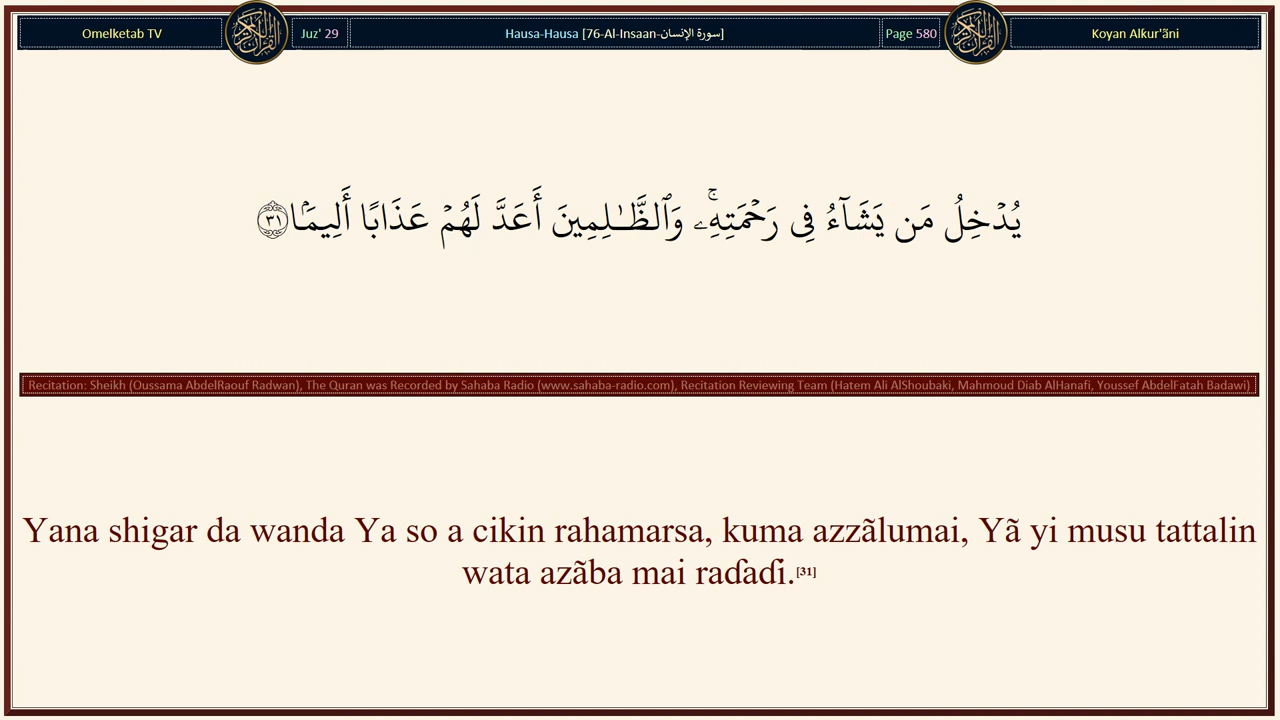 Omelketab TV
Juz' 29
Hausa-Hausa [76-Al-Insaan-سورة الإنسان]
Page 580
Koyan Alƙur'ãni
يُدۡخِلُ مَن يَشَآءُ فِي رَحۡمَتِهِۦۚ وَٱلظَّـٰلِمِينَ أَعَدَّ لَهُمۡ عَذَابًا أَلِيمَۢا ٣١
Recitation: Sheikh (Oussama AbdelRaouf Radwan), The Quran was Recorded by Sahaba Radio (www.sahaba-radio.com), Recitation Reviewing Team (Hatem Ali AlShoubaki, Mahmoud Diab AlHanafi, Youssef AbdelFatah Badawi)
Yana shigar da wanda Ya so a cikin rahamarsa, kuma azzãlumai, Yã yi musu tattalin
wata azãba mai raɗaɗi.[31]